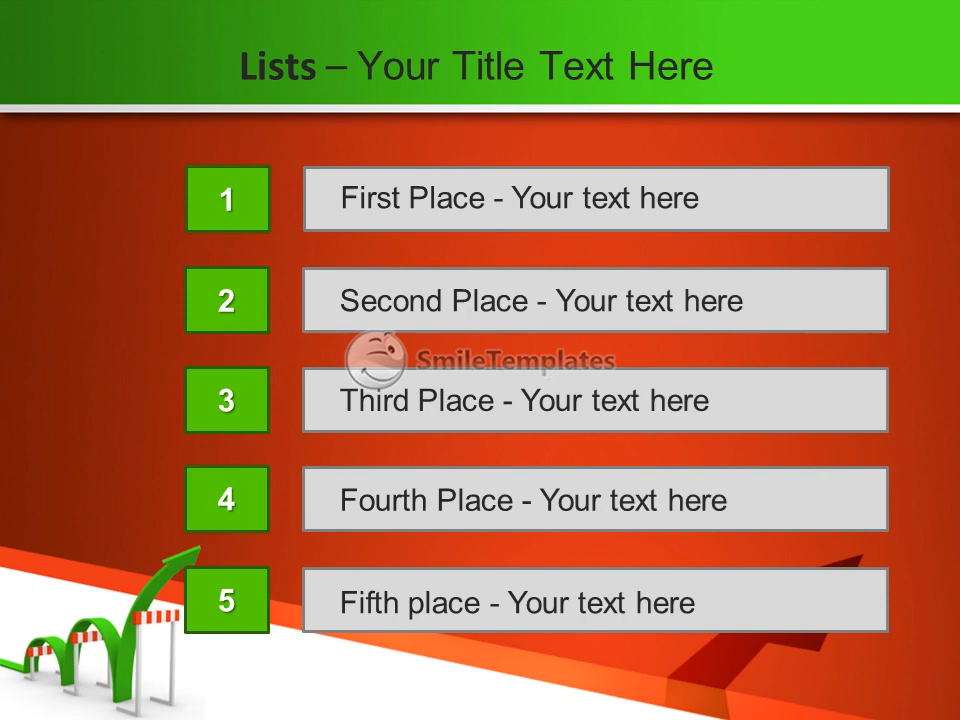 Lists – Your Title Text Here
1 First Place - Your text here
2 Second Place - Your text here
SmileTemplates
3 Third Place - Your text here
4 Fourth Place - Your text here
5 Fifth place - Your text here